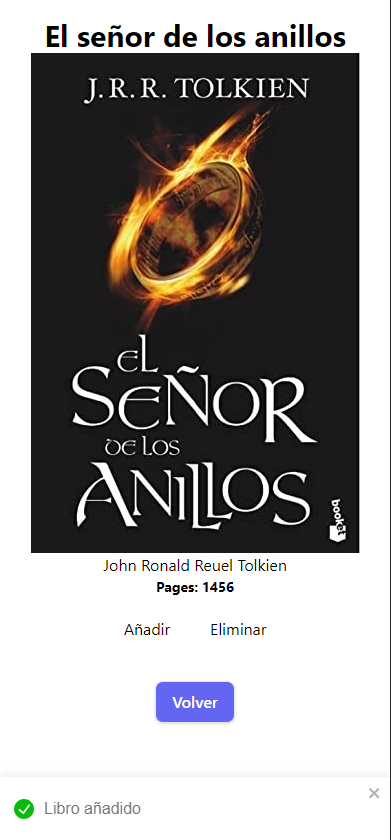 El señor de los anillos
J. R. R. TOLKIEN
EL
SEÑOR
DE LOS
ANILLOS
booket
John Ronald Reuel Tolkien
Pages: 1456
Añadir Eliminar
Volver
Libro añadido